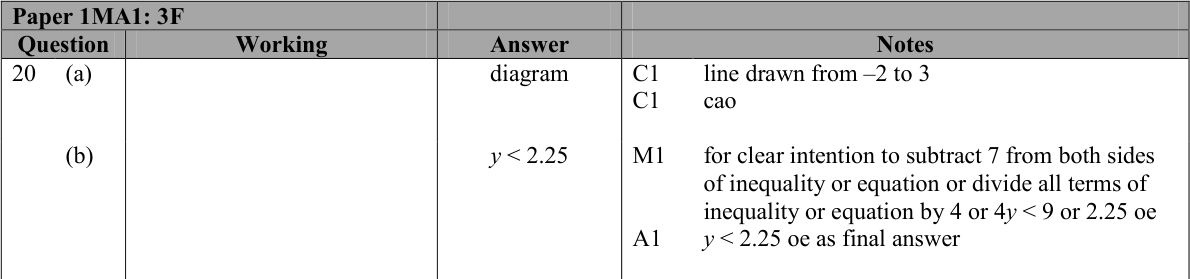 Paper 1MA1: 3F
Question Working Answer Notes
20 (a) diagram C1 line drawn from –2 to 3
C1 cao
(b) y < 2.25 M1 for clear intention to subtract 7 from both sides
of inequality or equation or divide all terms of
inequality or equation by 4 or 4y < 9 or 2.25 oe
A1 y < 2.25 oe as final answer